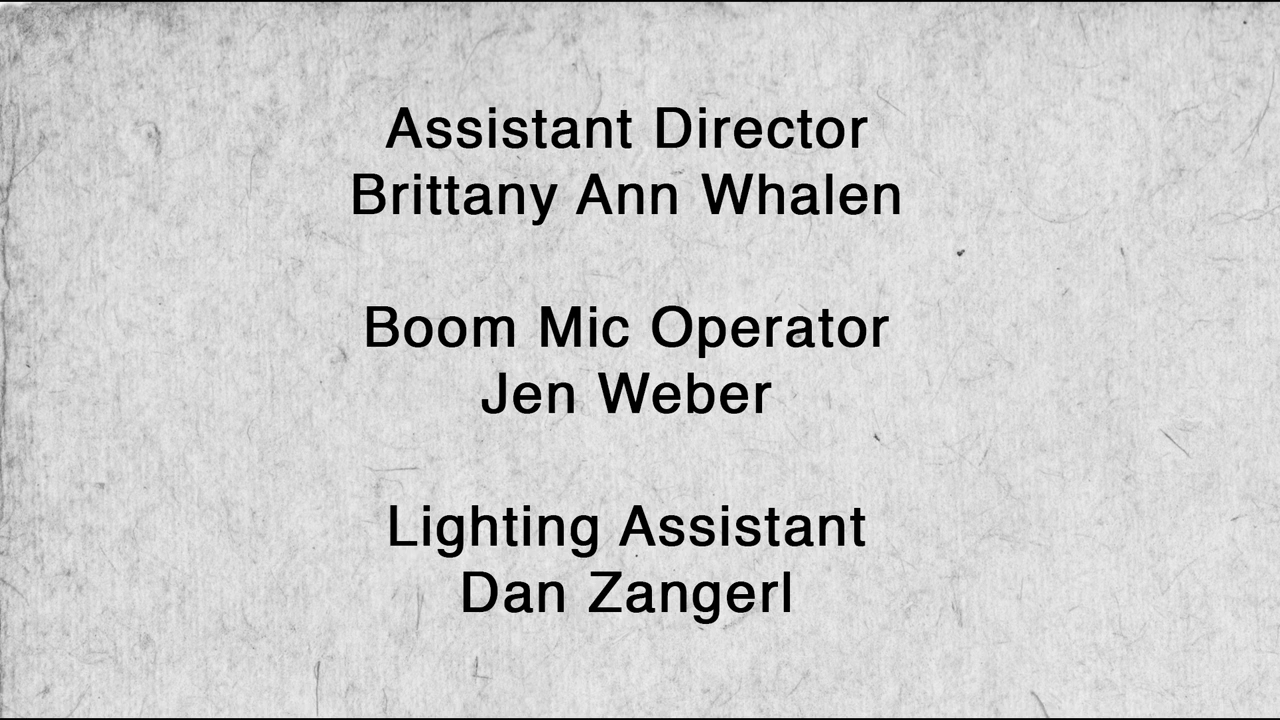 Assistant Director
Brittany Ann Whalen
Boom Mic Operator
Jen Weber
Lighting Assistant
Dan Zangerl